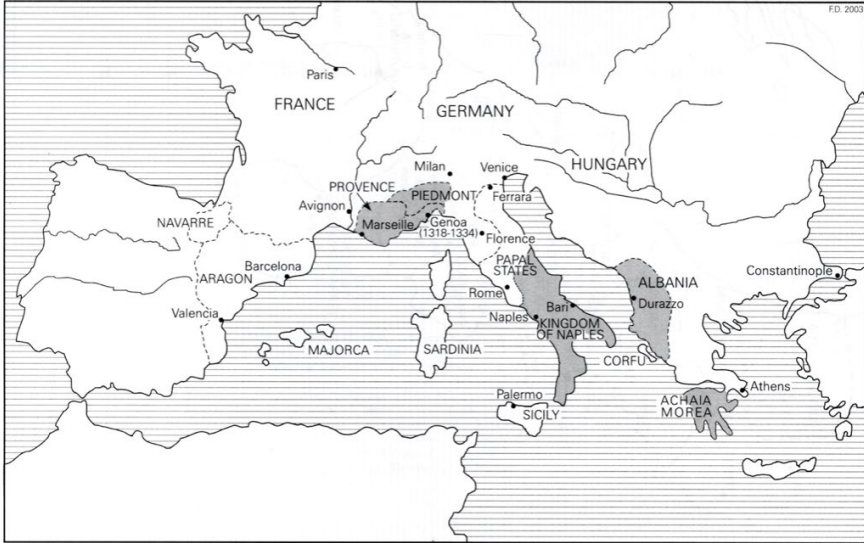 F.D. 2003
Paris
FRANCE
GERMANY
Milan
Venice
HUNGARY
PROVENCE
PIEDMONT
Ferrara
Avignon
NAVARRE
Marseille
Genoa
(1318-1334)
Florence
PAPAL
STATES
ARAGON
Barcelona
Constantinople
ALBANIA
Rome
Durazzo
Bari
Valencia
Naples
KINGDOM
OF NAPLES
MAJORCA
SARDINIA
CORFU
Athens
Palermo
SICILY
ACHAIA
MOREA